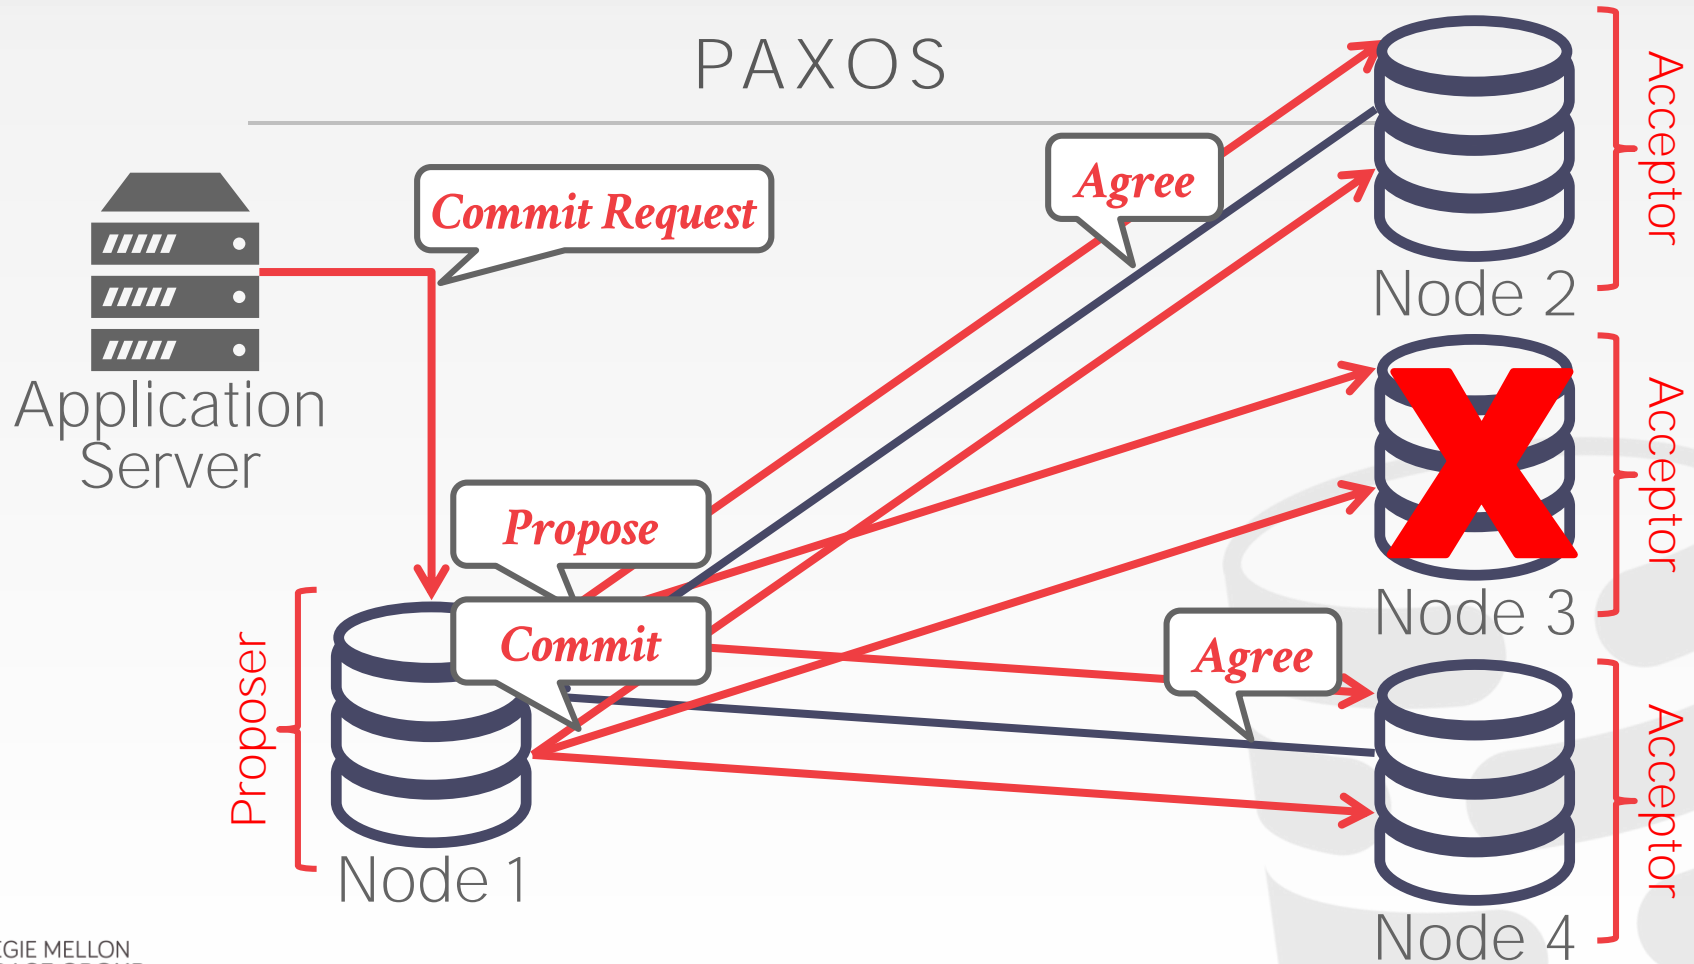 PAXOS
Commit Request
Agree
Acceptor
Node 2
Application
Server
Propose
Acceptor
Node 3
Commit
Agree
Proposer
Node 1
Acceptor
Node 4
MELLON